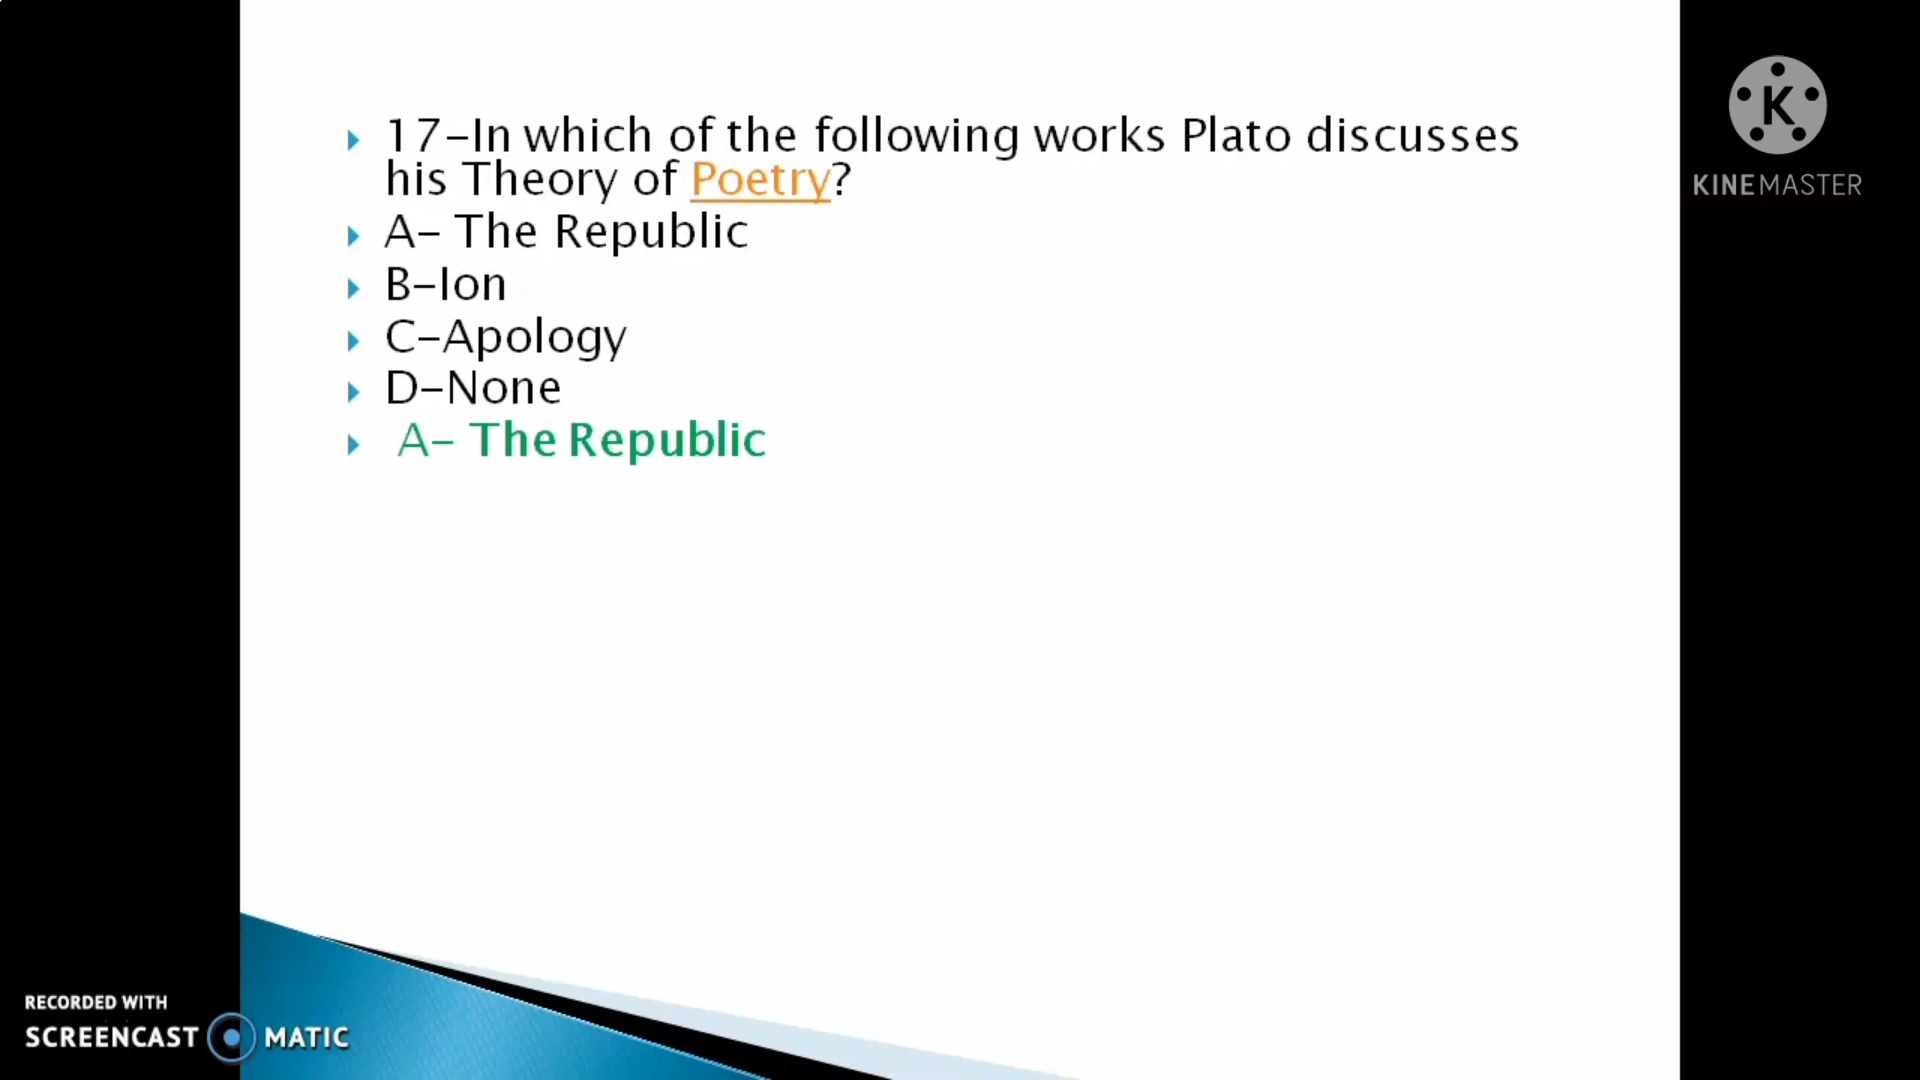 17-In which of the following works Plato discusses
his Theory of Poetry?
A- The Republic
B-Ion
C-Apology
D-None
A- The Republic
K
KINEMASTER
RECORDED WITH
SCREENCAST MATIC